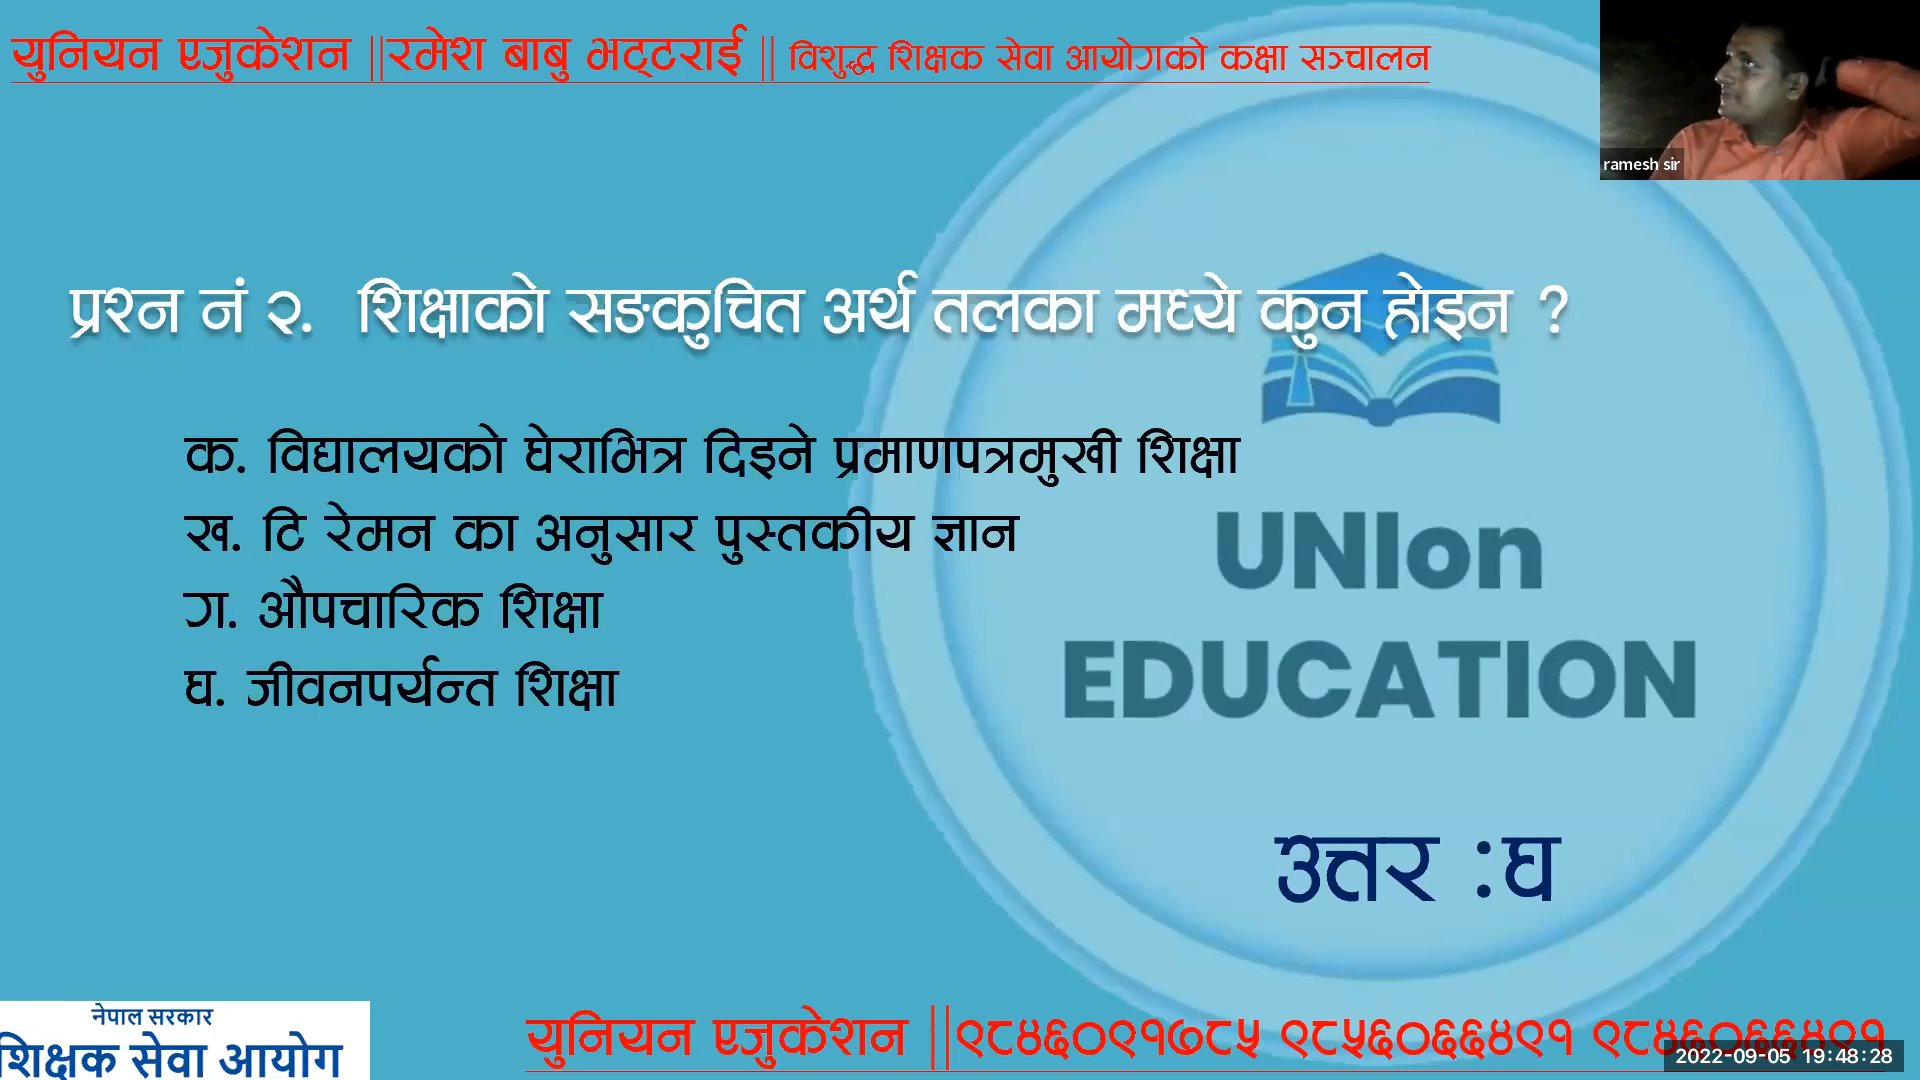 युनियन एजुकेशन ||रमेश बाबु भट्टराई || विशुद्ध शिक्षक सेवा आयोगको कक्षा सञ्चालन
ramesh sir
प्रश्न नं २. शिक्षाको सङकुचित अर्थ तलका मध्ये कुन होइन ?
क. विद्यालयको घेराभित्र दिइने प्रमाणपत्रमुखी शिक्षा
ख. टि रेमन का अनुसार पुस्तकीय ज्ञान
ग. औपचारिक शिक्षा
घ. जीवनपर्यन्त शिक्षा
UNIon
EDUCATION
उत्तर :घ
नेपाल सरकार
शिक्षक सेवा आयोग
युनियन एजुकेशन ||९८४६०९१७८५ ९८५६०६६४९१ ९८४६०६६४९१
2022-09-05 19:48:28